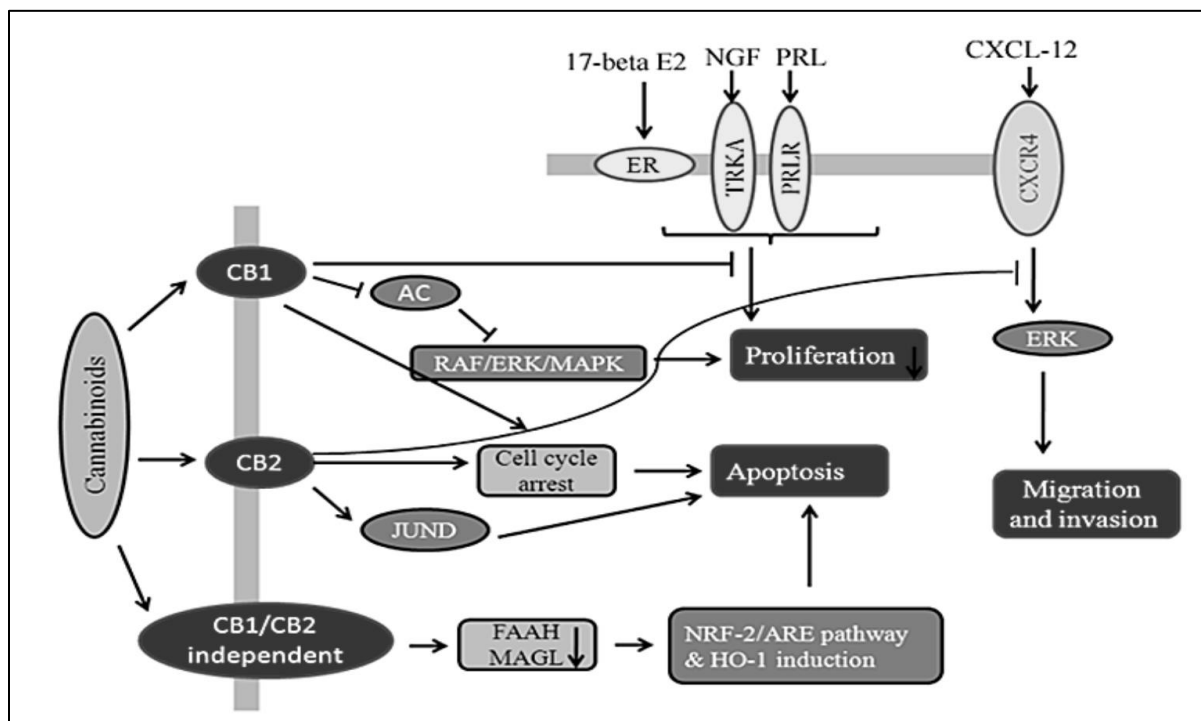 17-beta E2
NGF
PRL
CXCL-12
ER
TRKA
PRLR
CXCR4
CB1
AC
RAF/ERK/MAPK
Proliferation
ERK
Cannabinoids
CB2
Cell cycle
arrest
Apoptosis
JUND
Migration
and invasion
CB1/CB2
independent
FAAH
MAGL
NRF-2/ARE pathway
& HO-1 induction